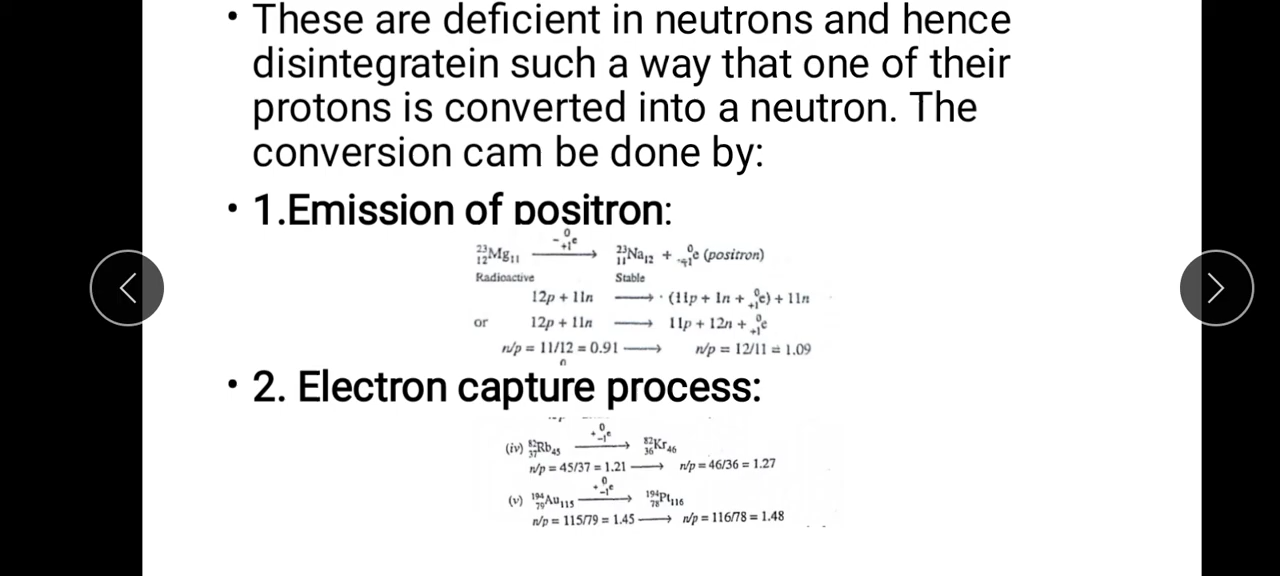 • These are deficient in neutrons and hence
disintegratein such a way that one of their
protons is converted into a neutron. The
conversion cam be done by:
• 1.Emission of positron:
²³₁₂Mg₁₁ —(− ⁰₊₁e)→ ²³₁₁Na₁₂ + ⁰₊₁e (positron)
Radioactive Stable
12p + 11n ⟶ (11p + 1n + ⁰₊₁e) + 11n
or 12p + 11n ⟶ 11p + 12n + ⁰₊₁e
n/p = 11/12 = 0.91 ⟶ n/p = 12/11 = 1.09
• 2. Electron capture process:
(iv) ⁸²₃₇Rb₄₅ —(+ ⁰₋₁e)→ ⁸²₃₆Kr₄₆
n/p = 45/37 = 1.21 ⟶ n/p = 46/36 = 1.27
(v) ¹⁹⁴₇₉Au₁₁₅ —(+ ⁰₋₁e)→ ¹⁹⁴₇₈Pt₁₁₆
n/p = 115/79 = 1.45 ⟶ n/p = 116/78 = 1.48